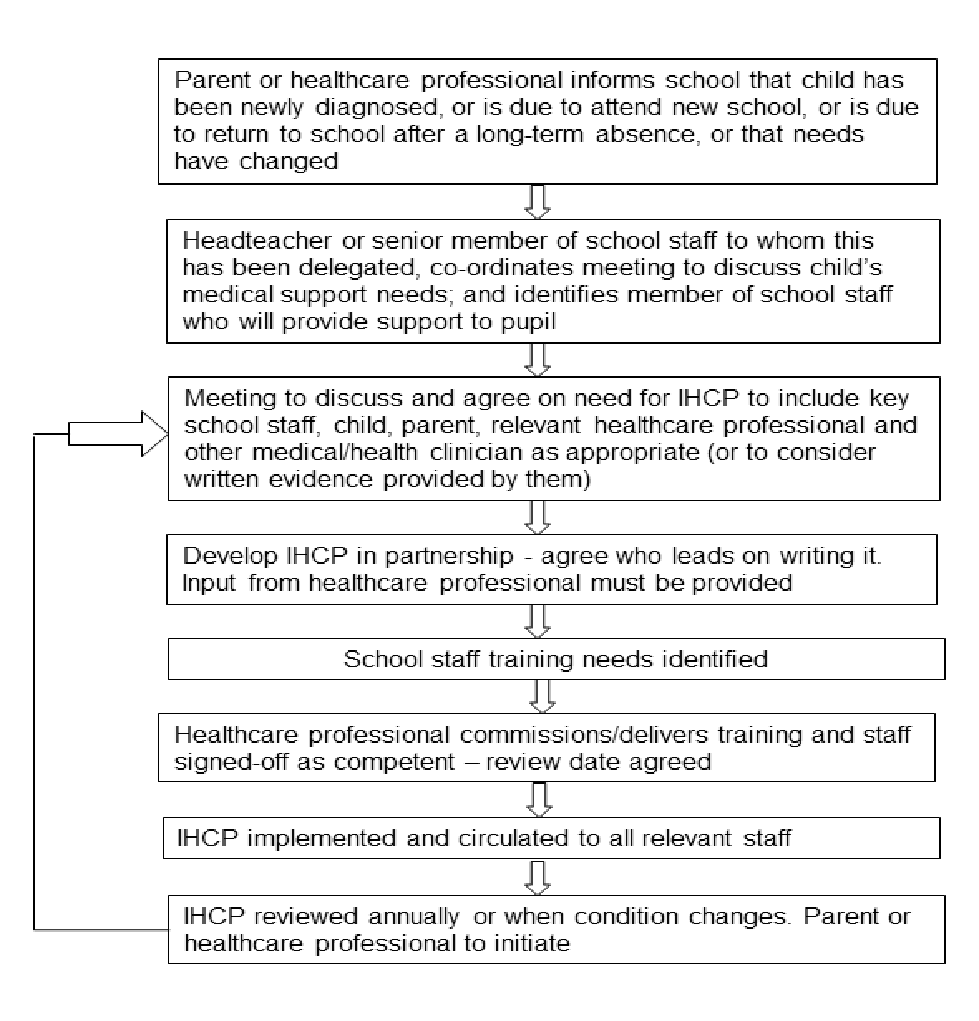 Parent or healthcare professional informs school that child has
been newly diagnosed, or is due to attend new school, or is due
to return to school after a long-term absence, or that needs
have changed
Headteacher or senior member of school staff to whom this
has been delegated, co-ordinates meeting to discuss child's
medical support needs; and identifies member of school staff
who will provide support to pupil
Meeting to discuss and agree on need for IHCP to include key
school staff, child, parent, relevant healthcare professional and
other medical/health clinician as appropriate (or to consider
written evidence provided by them)
Develop IHCP in partnership - agree who leads on writing it.
Input from healthcare professional must be provided
School staff training needs identified
Healthcare professional commissions/delivers training and staff
signed-off as competent – review date agreed
IHCP implemented and circulated to all relevant staff
IHCP reviewed annually or when condition changes. Parent or
healthcare professional to initiate